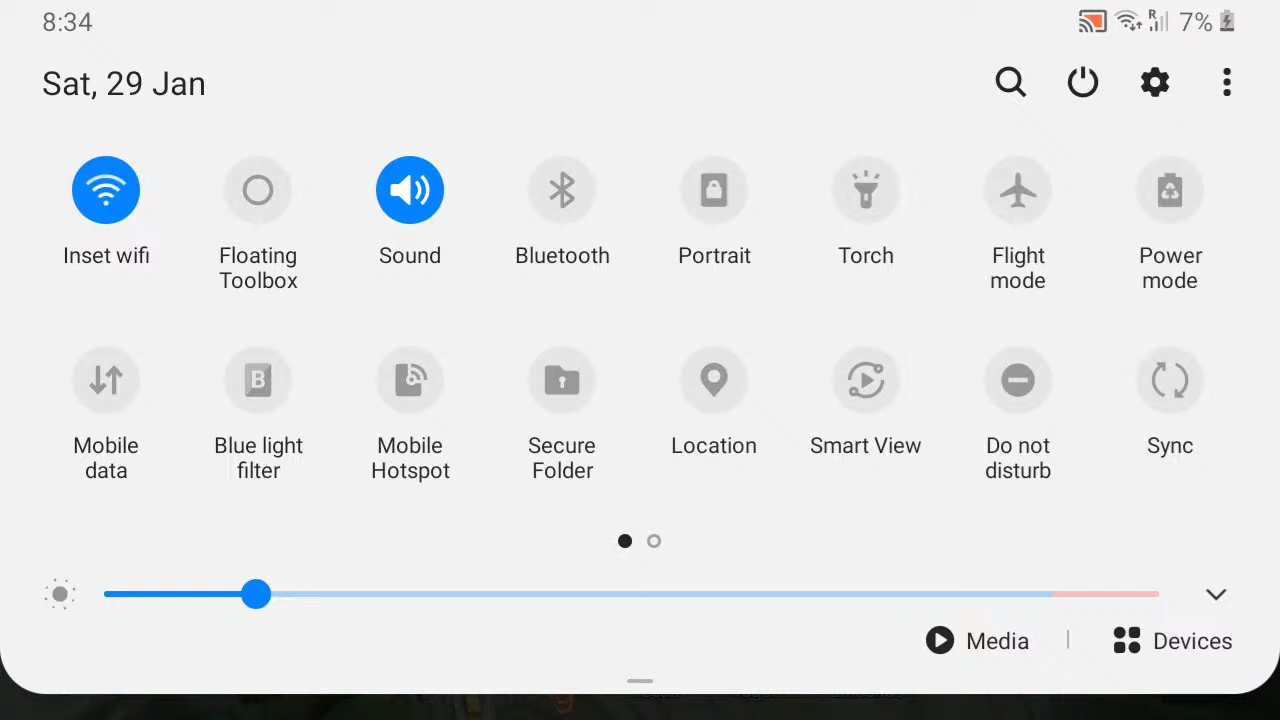 8:34
R
7%
Sat, 29 Jan
Inset wifi
Floating
Toolbox
Sound
Bluetooth
Portrait
Torch
Flight
mode
Power
mode
Mobile
data
B
Blue light
filter
Mobile
Hotspot
Secure
Folder
Location
Smart View
Do not
disturb
Sync
Media
Devices